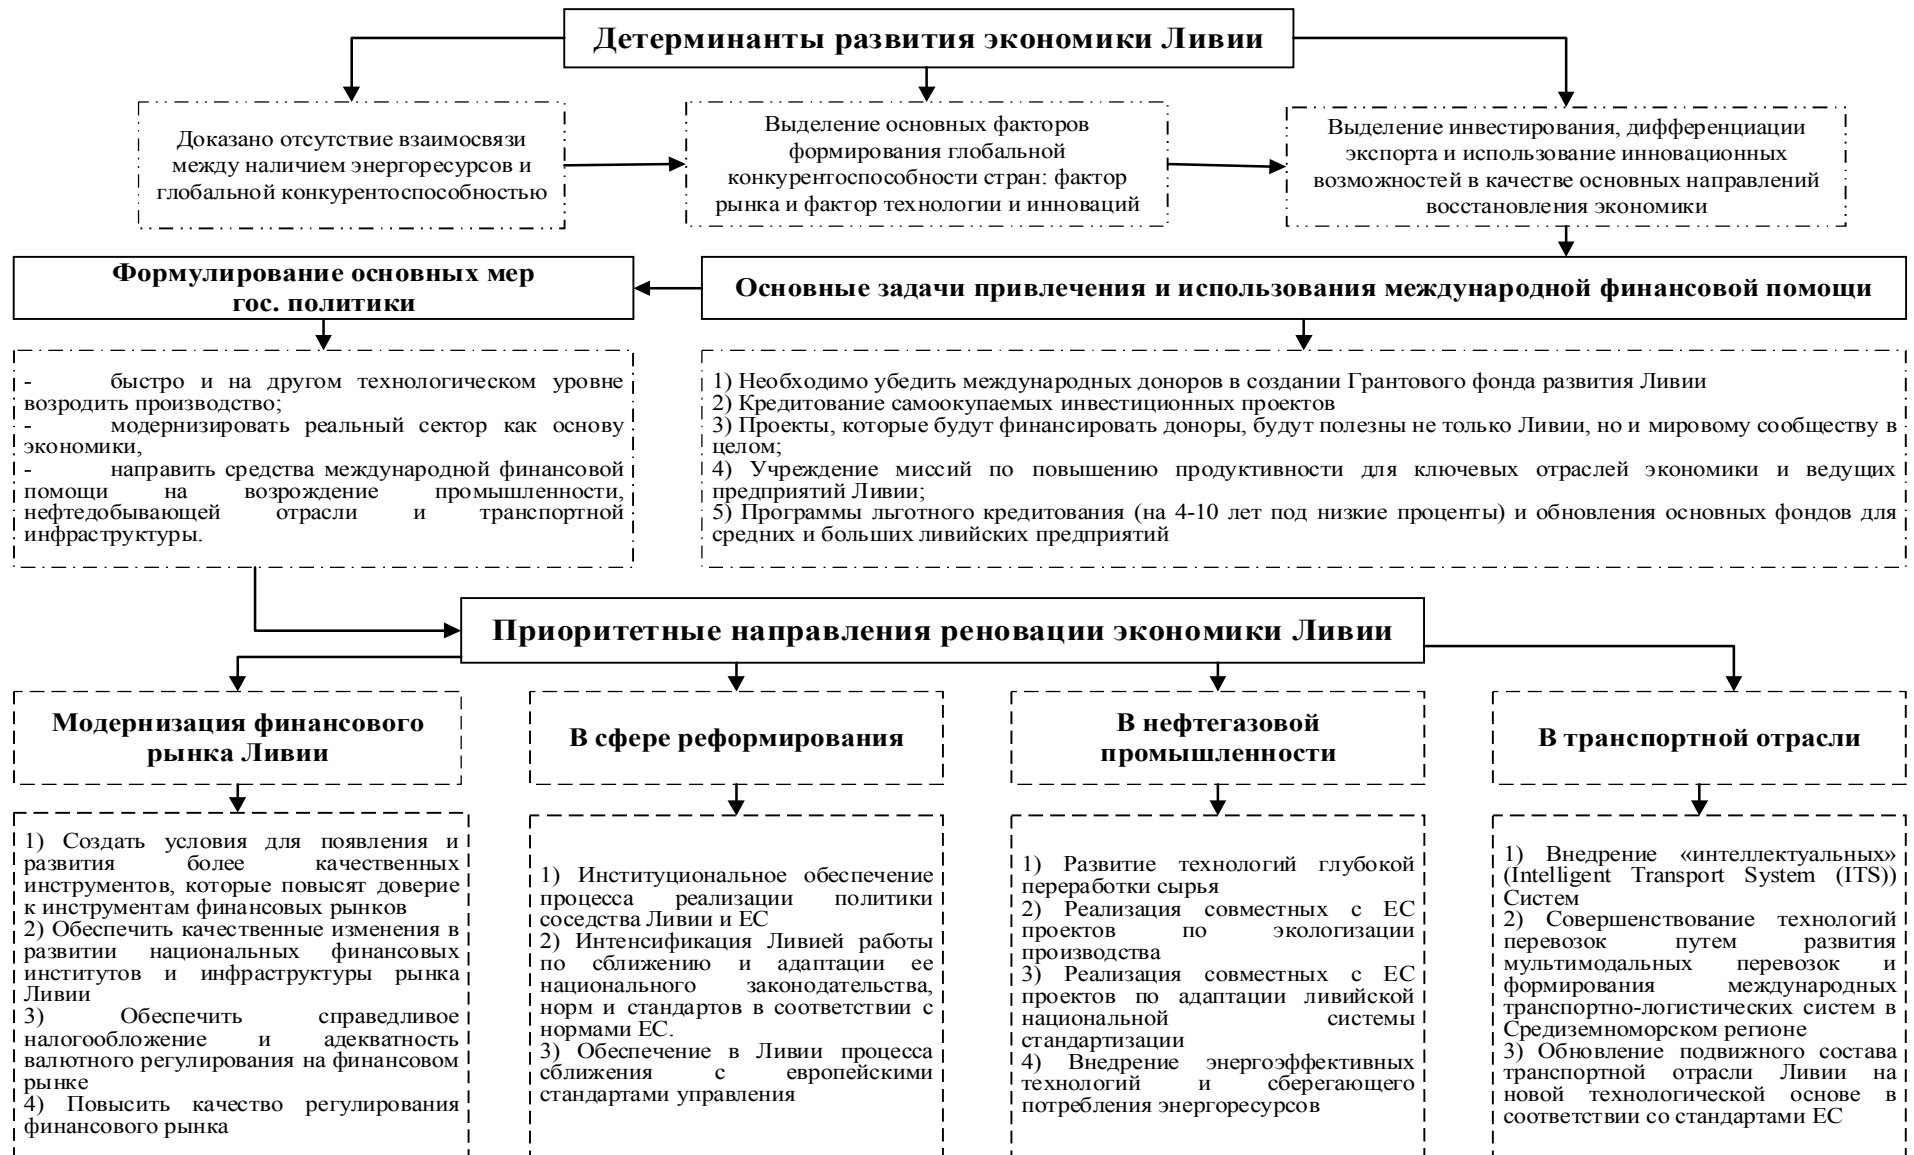 Детерминанты развития экономики Ливии
Доказано отсутствие взаимосвязи
между наличием энергоресурсов и
глобальной конкурентоспособностью
Выделение основных факторов
формирования глобальной
конкурентоспособности стран: фактор
рынка и фактор технологии и инноваций
Выделение инвестирования, дифференциации
экспорта и использование инновационных
возможностей в качестве основных направлений
восстановления экономики
Формулирование основных мер
гос. политики
Основные задачи привлечения и использования международной финансовой помощи
- быстро и на другом технологическом уровне
возродить производство;
- модернизировать реальный сектор как основу
экономики,
- направить средства международной финансовой
помощи на возрождение промышленности,
нефтедобывающей отрасли и транспортной
инфраструктуры.
1) Необходимо убедить международных доноров в создании Грантового фонда развития Ливии
2) Кредитование самоокупаемых инвестиционных проектов
3) Проекты, которые будут финансировать доноры, будут полезны не только Ливии, но и мировому сообществу в
целом;
4) Учреждение миссий по повышению продуктивности для ключевых отраслей экономики и ведущих
предприятий Ливии;
5) Программы льготного кредитования (на 4-10 лет под низкие проценты) и обновления основных фондов для
средних и больших ливийских предприятий
Приоритетные направления реновации экономики Ливии
Модернизация финансового
рынка Ливии
В сфере реформирования
В нефтегазовой
промышленности
В транспортной отрасли
1) Создать условия для появления и
развития более качественных
инструментов, которые повысят доверие
к инструментам финансовых рынков
2) Обеспечить качественные изменения в
развитии национальных финансовых
институтов и инфраструктуры рынка
Ливии
3) Обеспечить справедливое
налогообложение и адекватность
валютного регулирования на финансовом
рынке
4) Повысить качество регулирования
финансового рынка
1) Институциональное обеспечение
процесса реализации политики
соседства Ливии и ЕС
2) Интенсификация Ливией работы
по сближению и адаптации ее
национального законодательства,
норм и стандартов в соответствии с
нормами ЕС.
3) Обеспечение в Ливии процесса
сближения с европейскими
стандартами управления
1) Развитие технологий глубокой
переработки сырья
2) Реализация совместных с ЕС
проектов по экологизации
производства
3) Реализация совместных с ЕС
проектов по адаптации ливийской
национальной системы
стандартизации
4) Внедрение энергоэффективных
технологий и сберегающего
потребления энергоресурсов
1) Внедрение «интеллектуальных»
(Intelligent Transport System (ITS))
Систем
2) Совершенствование технологий
перевозок путем развития
мультимодальных перевозок и
формирования международных
транспортно-логистических систем в
Средиземноморском регионе
3) Обновление подвижного состава
транспортной отрасли Ливии на
новой технологической основе в
соответствии со стандартами ЕС